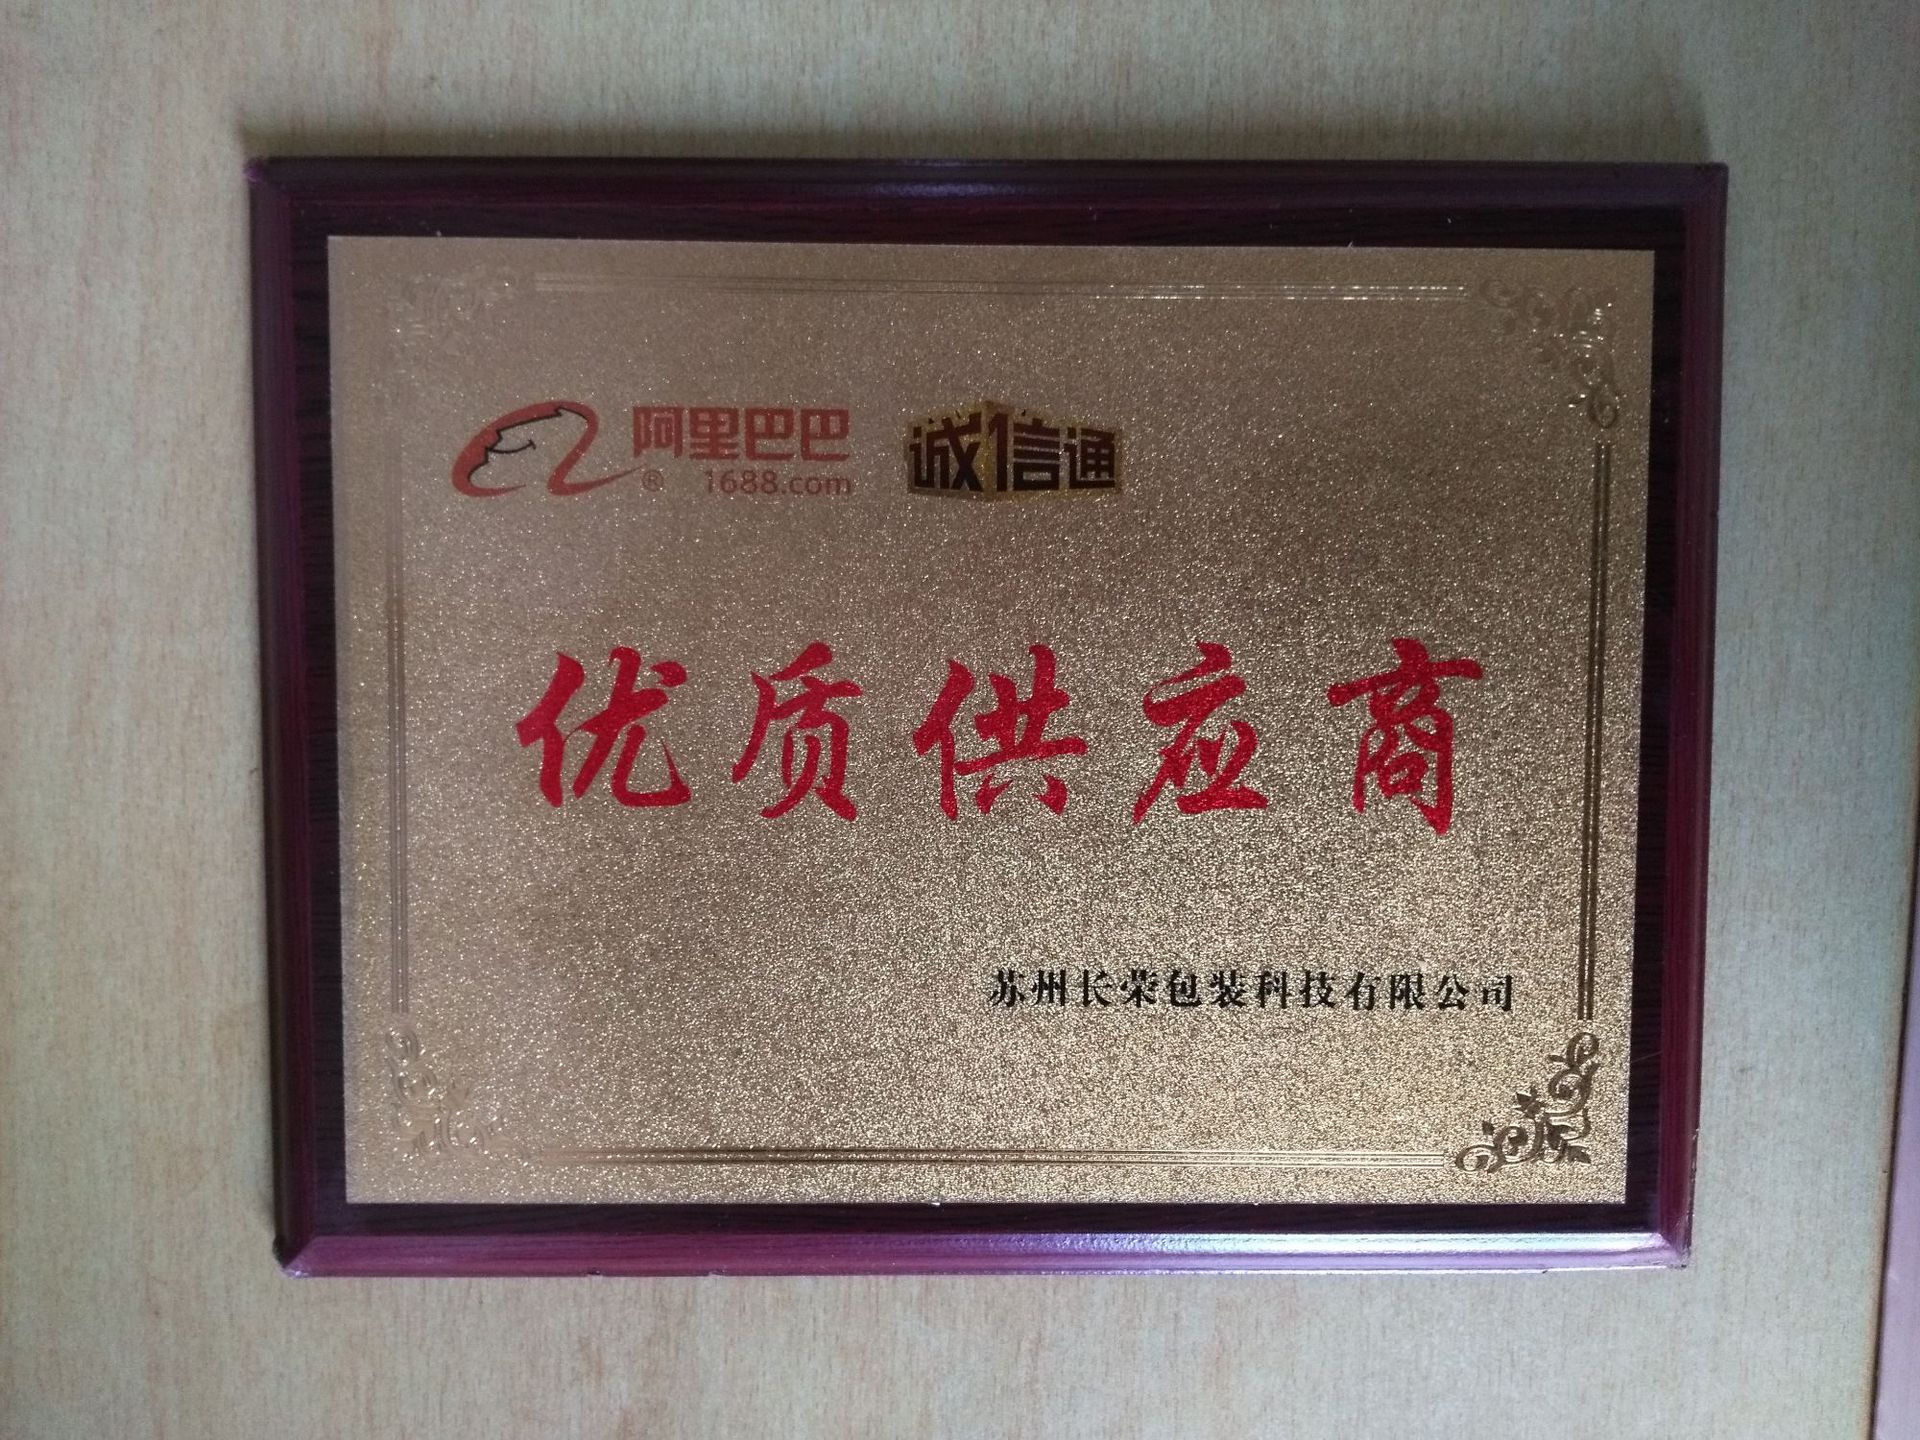 阿里巴巴 诚信通
® 1688.com
优质供应商
苏州长荣包装科技有限公司